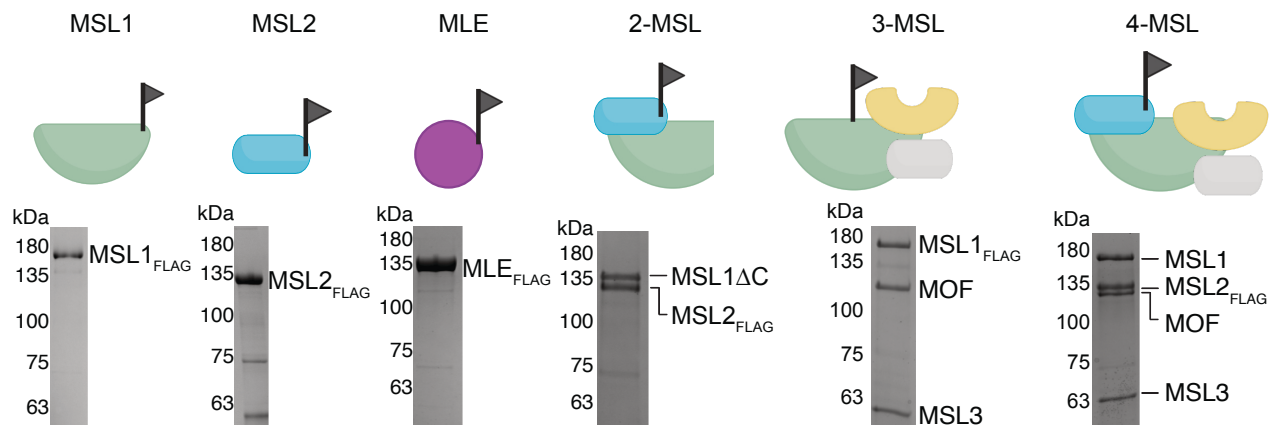 MSL1 MSL2 MLE 2-MSL 3-MSL 4-MSL
kDa
180
135
100
75
63
MSL1FLAG
kDa
180
135
100
75
63
MSL2FLAG
kDa
180
135
100
75
63
MLEFLAG
kDa
180
135
100
75
63
MSL1ΔC
MSL2FLAG
kDa
180
135
100
75
63
MSL1FLAG
MOF
MSL3
kDa
180
135
100
75
63
MSL1
MSL2FLAG
MOF
MSL3